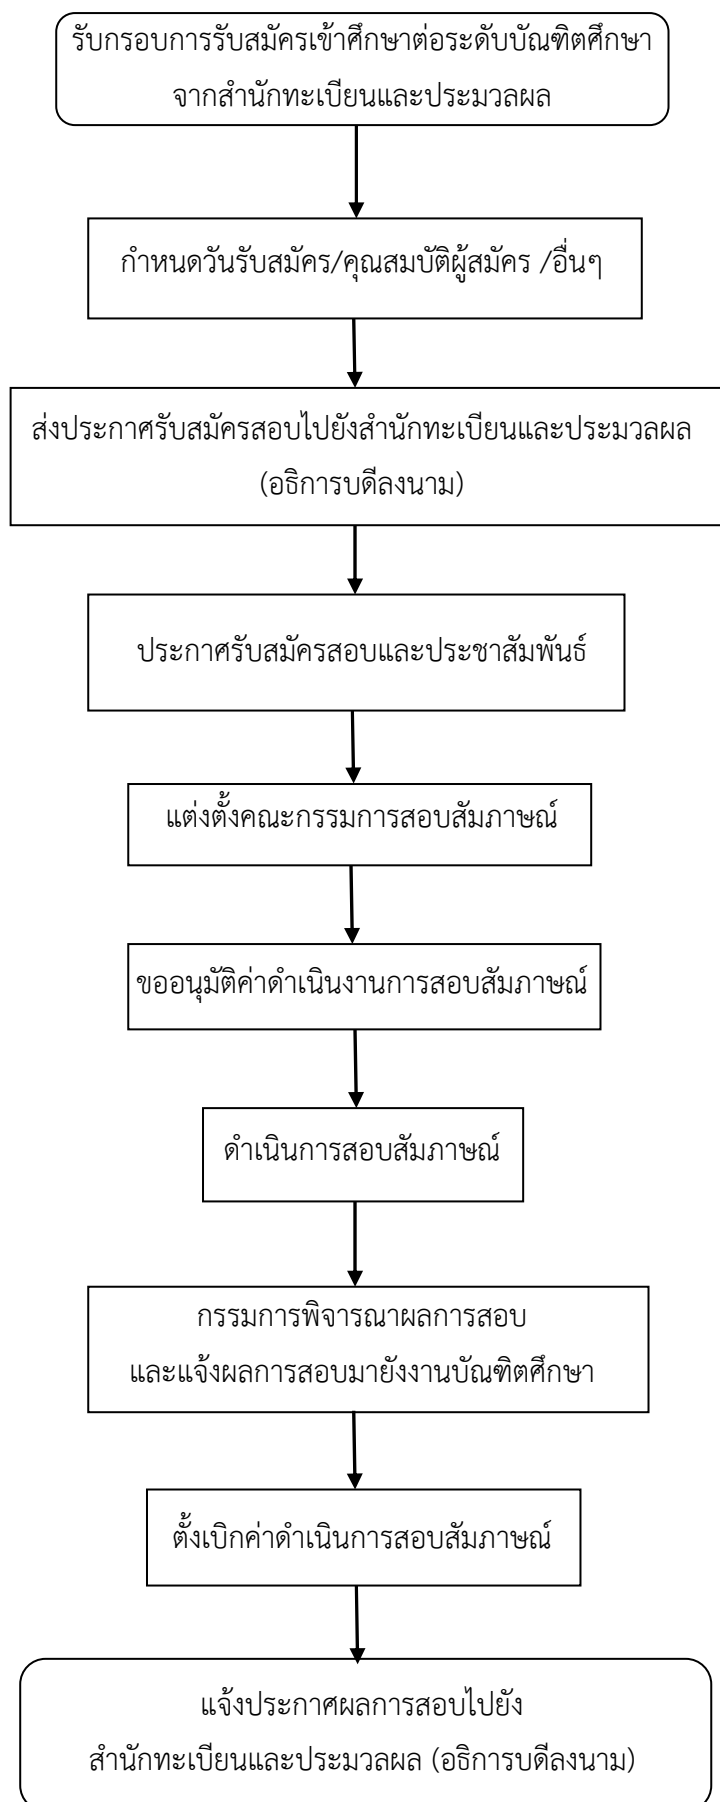 รับกรอบการรับสมัครเข้าศึกษาต่อระดับบัณฑิตศึกษา
จากสำนักทะเบียนและประมวลผล
กำหนดวันรับสมัคร/คุณสมบัติผู้สมัคร /อื่นๆ
ส่งประกาศรับสมัครสอบไปยังสำนักทะเบียนและประมวลผล
(อธิการบดีลงนาม)
ประกาศรับสมัครสอบและประชาสัมพันธ์
แต่งตั้งคณะกรรมการสอบสัมภาษณ์
ขออนุมัติค่าดำเนินงานการสอบสัมภาษณ์
ดำเนินการสอบสัมภาษณ์
กรรมการพิจารณาผลการสอบ
และแจ้งผลการสอบมายังงานบัณฑิตศึกษา
ตั้งเบิกค่าดำเนินการสอบสัมภาษณ์
แจ้งประกาศผลการสอบไปยัง
สำนักทะเบียนและประมวลผล (อธิการบดีลงนาม)